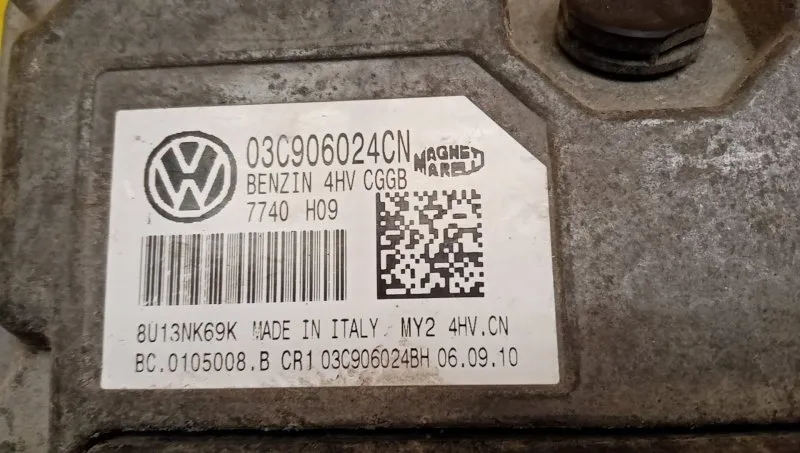 03C906024CN
MAGNETI
MARELLI
BENZIN 4HV CGGB
7740 H09
8U13NK69K MADE IN ITALY MY2 4HV.CN
BC.0105008.B CR1 03C906024BH 06.09.10